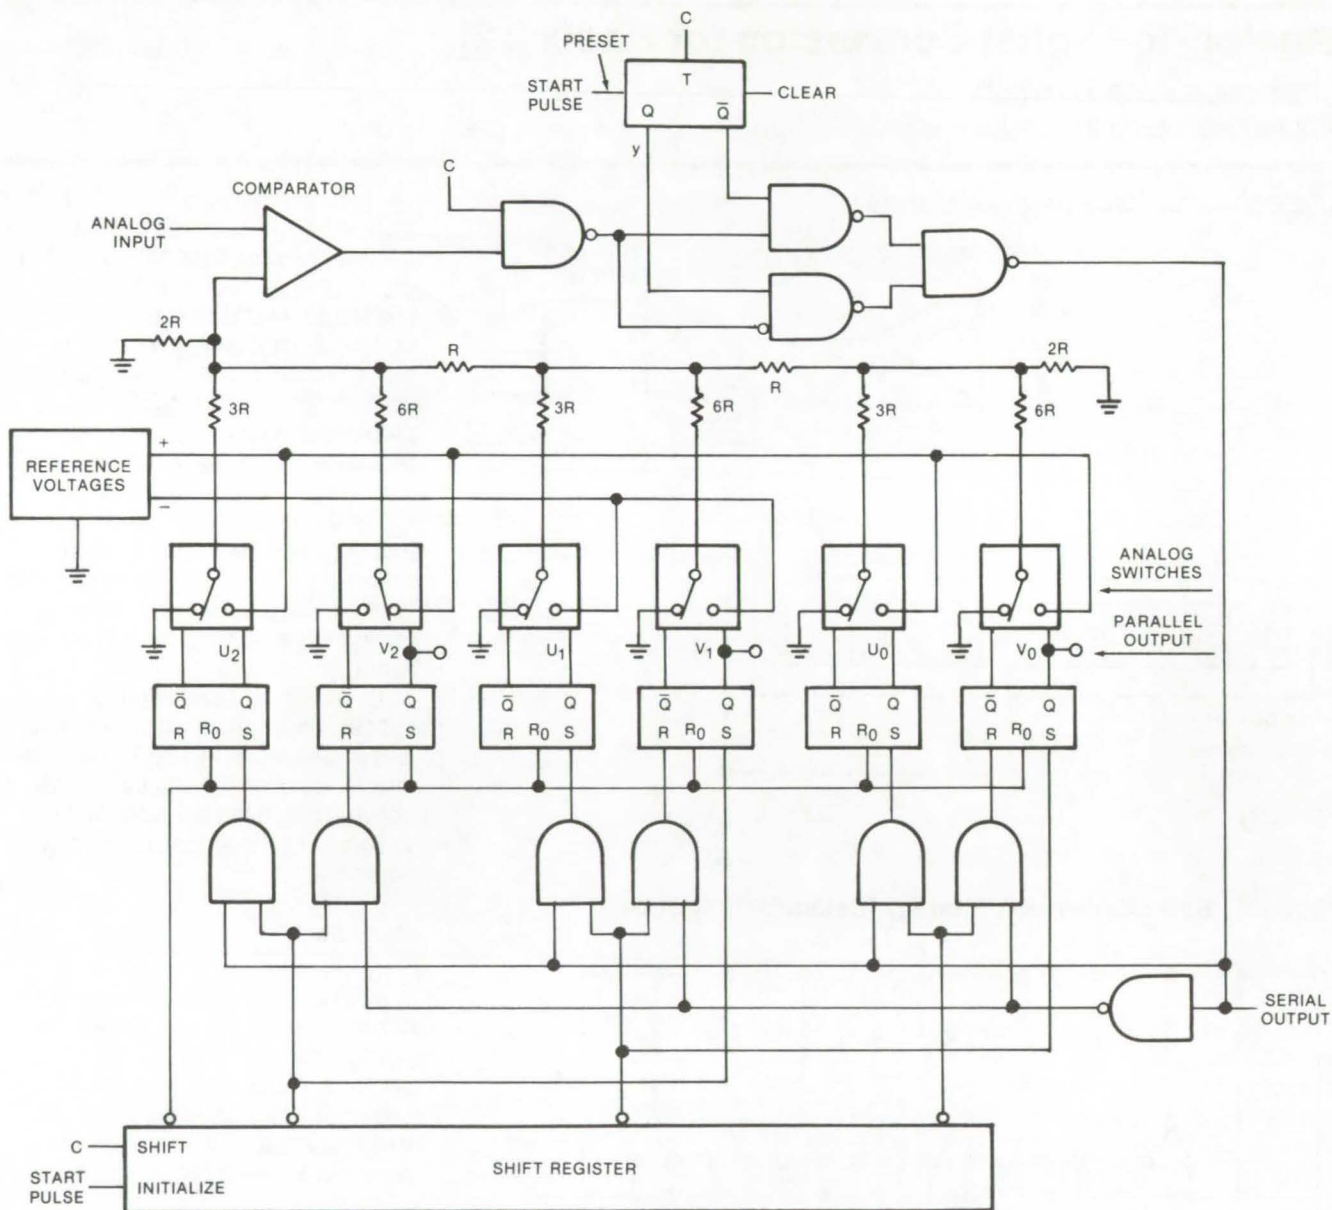 C
PRESET
T
START
PULSE
CLEAR
Q
Q̅
y
C
COMPARATOR
ANALOG
INPUT
2R
R
R
2R
3R
6R
3R
6R
3R
6R
+
REFERENCE
VOLTAGES
−
ANALOG
SWITCHES
PARALLEL
OUTPUT
U2
V2
U1
V1
U0
V0
Q̅ Q
Q̅ Q
Q̅ Q
Q̅ Q
Q̅ Q
Q̅ Q
R R0 S
R S
R R0 S
R R0 S
R R0 S
R R0 S
SERIAL
OUTPUT
C
SHIFT
SHIFT REGISTER
START
PULSE
INITIALIZE